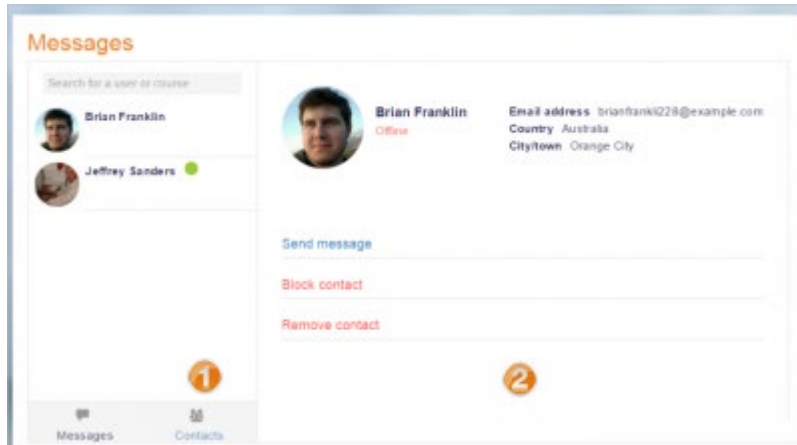 Messages
Search for a user or course
Brian Franklin
Jeffrey Sanders
Brian Franklin
Offline
Email address brianfrankli228@example.com
Country Australia
City/town Orange City
Send message
Block contact
Remove contact
1
2
Messages
Contacts